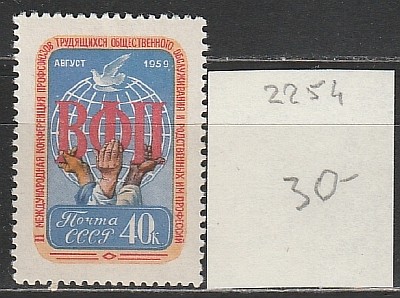 II МЕЖДУНАРОДНАЯ КОНФЕРЕНЦИЯ ПРОФСОЮЗОВ ТРУДЯЩИХСЯ ОБЩЕСТВЕННОГО ОБСЛУЖИВАНИЯ И РОДСТВЕННЫХ ИМ ПРОФЕССИЙ
АВГУСТ 1959
ВФП
Почта
СССР 40к
2254
30-